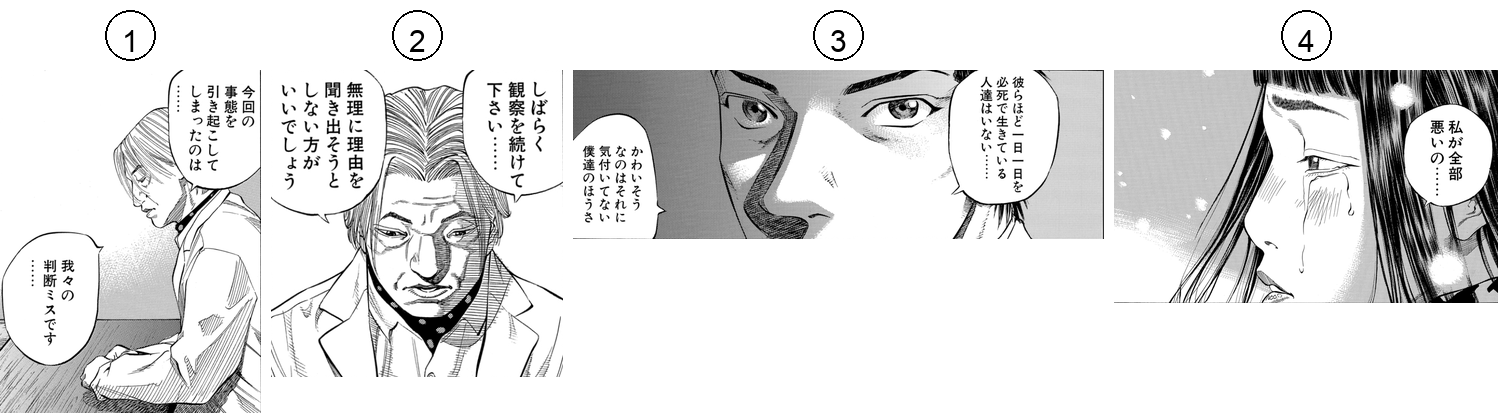 1
今回の
事態を
引き起こして
しまったのは
……
我々の
判断ミスです
……
2
しばらく
観察を続けて
下さい……
無理に理由を
聞き出そうと
しない方が
いいでしょう
3
彼らほど一日一日を
必死で生きている
人達はいない……
かわいそう
なのはそれに
気付いてない
僕達のほうさ
4
私が全部
悪いの……